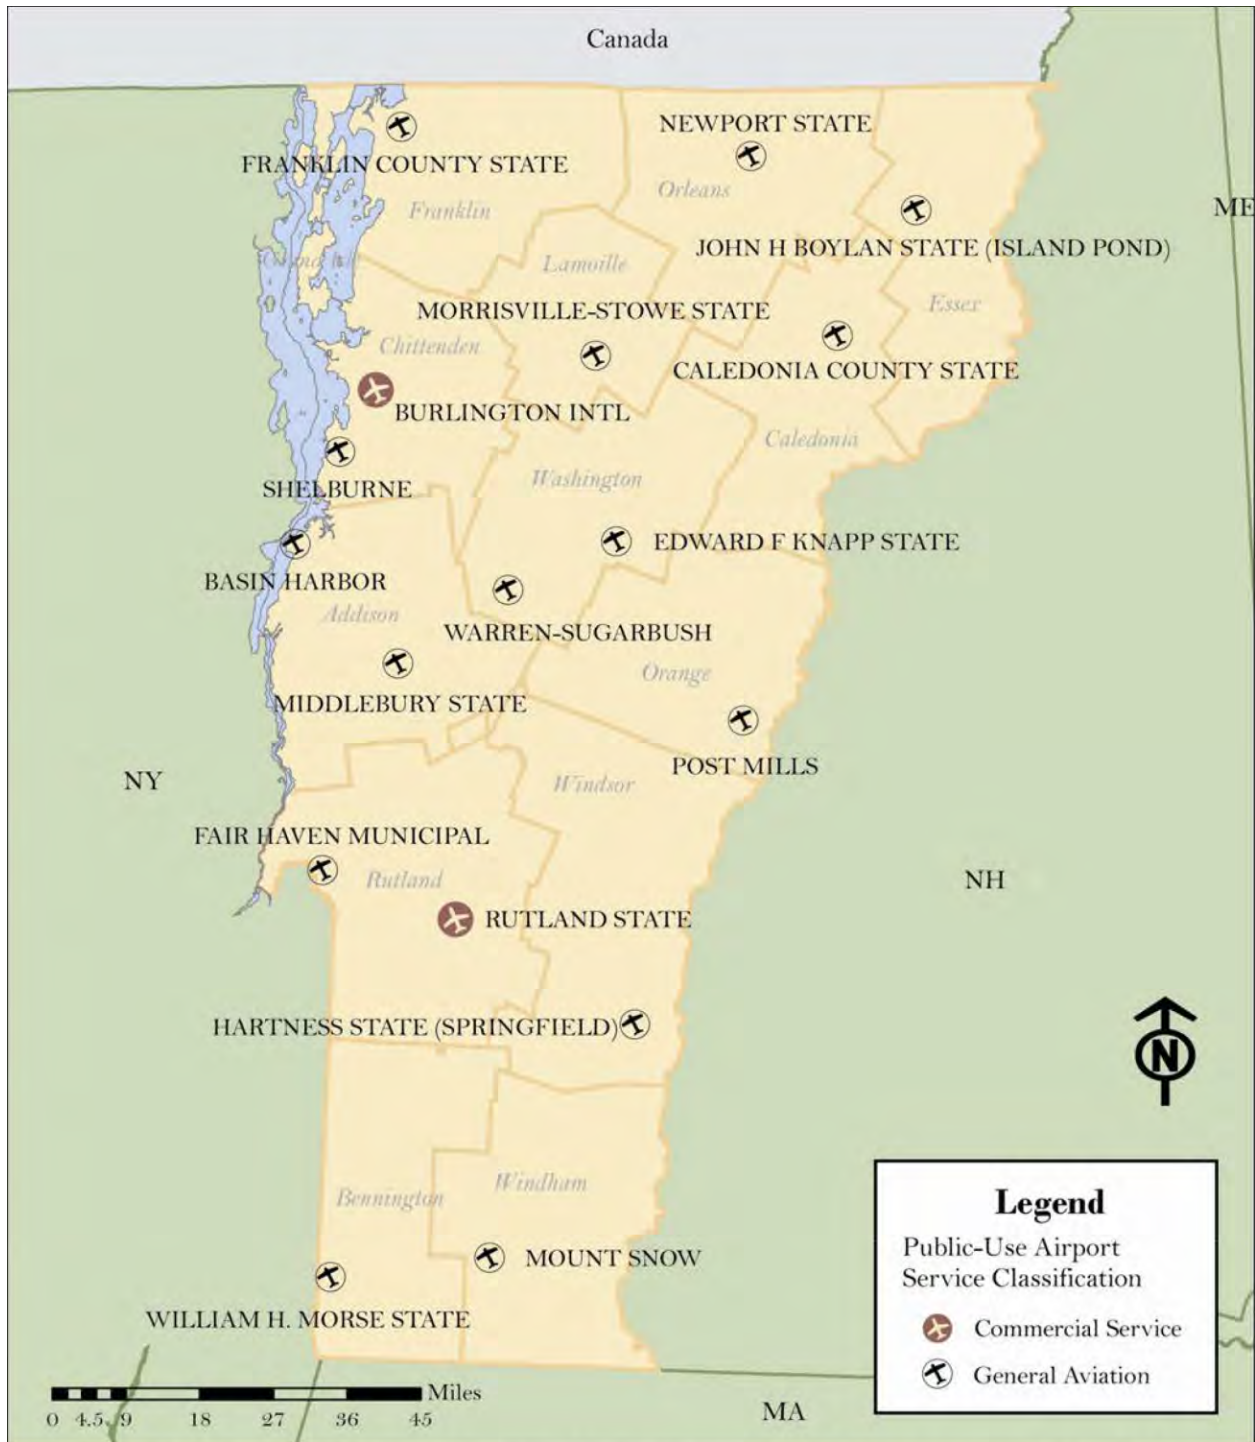 Canada
NEWPORT STATE
FRANKLIN COUNTY STATE
Orleans
Franklin
ME
JOHN H BOYLAN STATE (ISLAND POND)
Lamoille
Essex
MORRISVILLE-STOWE STATE
Chittenden
CALEDONIA COUNTY STATE
BURLINGTON INTL
Caledonia
Washington
SHELBURNE
EDWARD F KNAPP STATE
BASIN HARBOR
Addison
WARREN-SUGARBUSH
Orange
MIDDLEBURY STATE
POST MILLS
NY
Windsor
FAIR HAVEN MUNICIPAL
Rutland
NH
RUTLAND STATE
HARTNESS STATE (SPRINGFIELD)
N
Windham
Bennington
Legend
Public-Use Airport
Service Classification
MOUNT SNOW
WILLIAM H. MORSE STATE
Commercial Service
General Aviation
Miles
0 4.5 9 18 27 36 45
MA